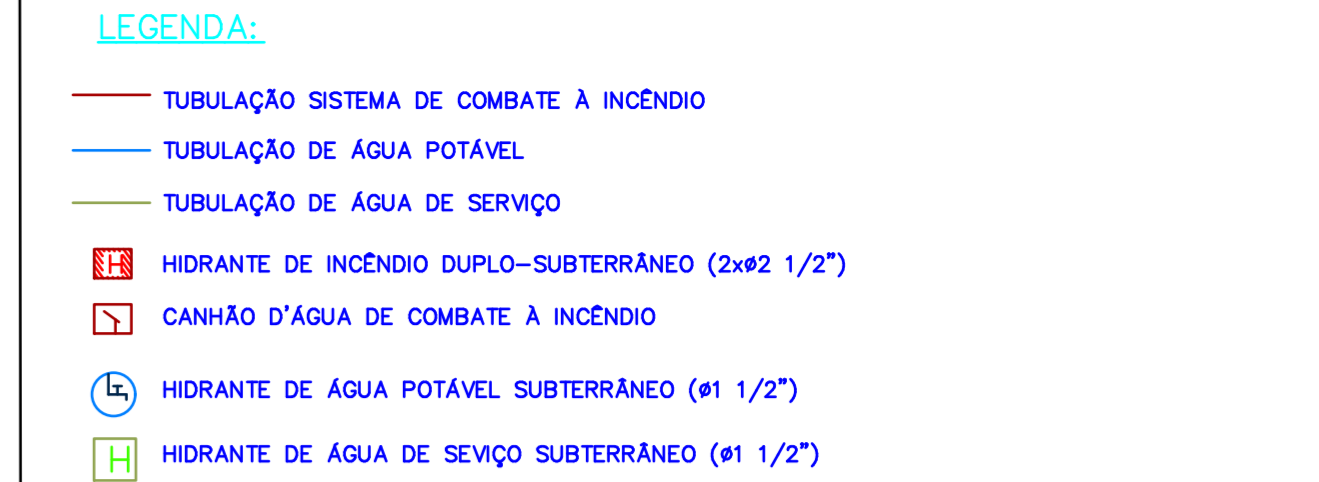 LEGENDA:
TUBULAÇÃO SISTEMA DE COMBATE À INCÊNDIO
TUBULAÇÃO DE ÁGUA POTÁVEL
TUBULAÇÃO DE ÁGUA DE SERVIÇO
H HIDRANTE DE INCÊNDIO DUPLO-SUBTERRÂNEO (2xø2 1/2")
CANHÃO D'ÁGUA DE COMBATE À INCÊNDIO
HIDRANTE DE ÁGUA POTÁVEL SUBTERRÂNEO (ø1 1/2")
H HIDRANTE DE ÁGUA DE SEVIÇO SUBTERRÂNEO (ø1 1/2")